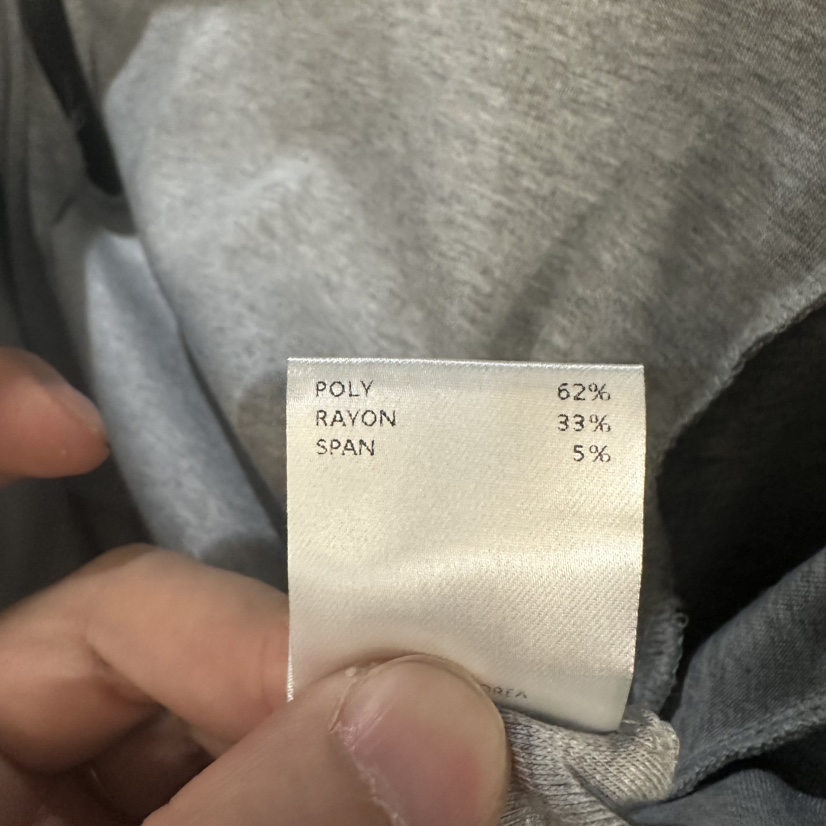 POLY 62%
RAYON 33%
SPAN 5%